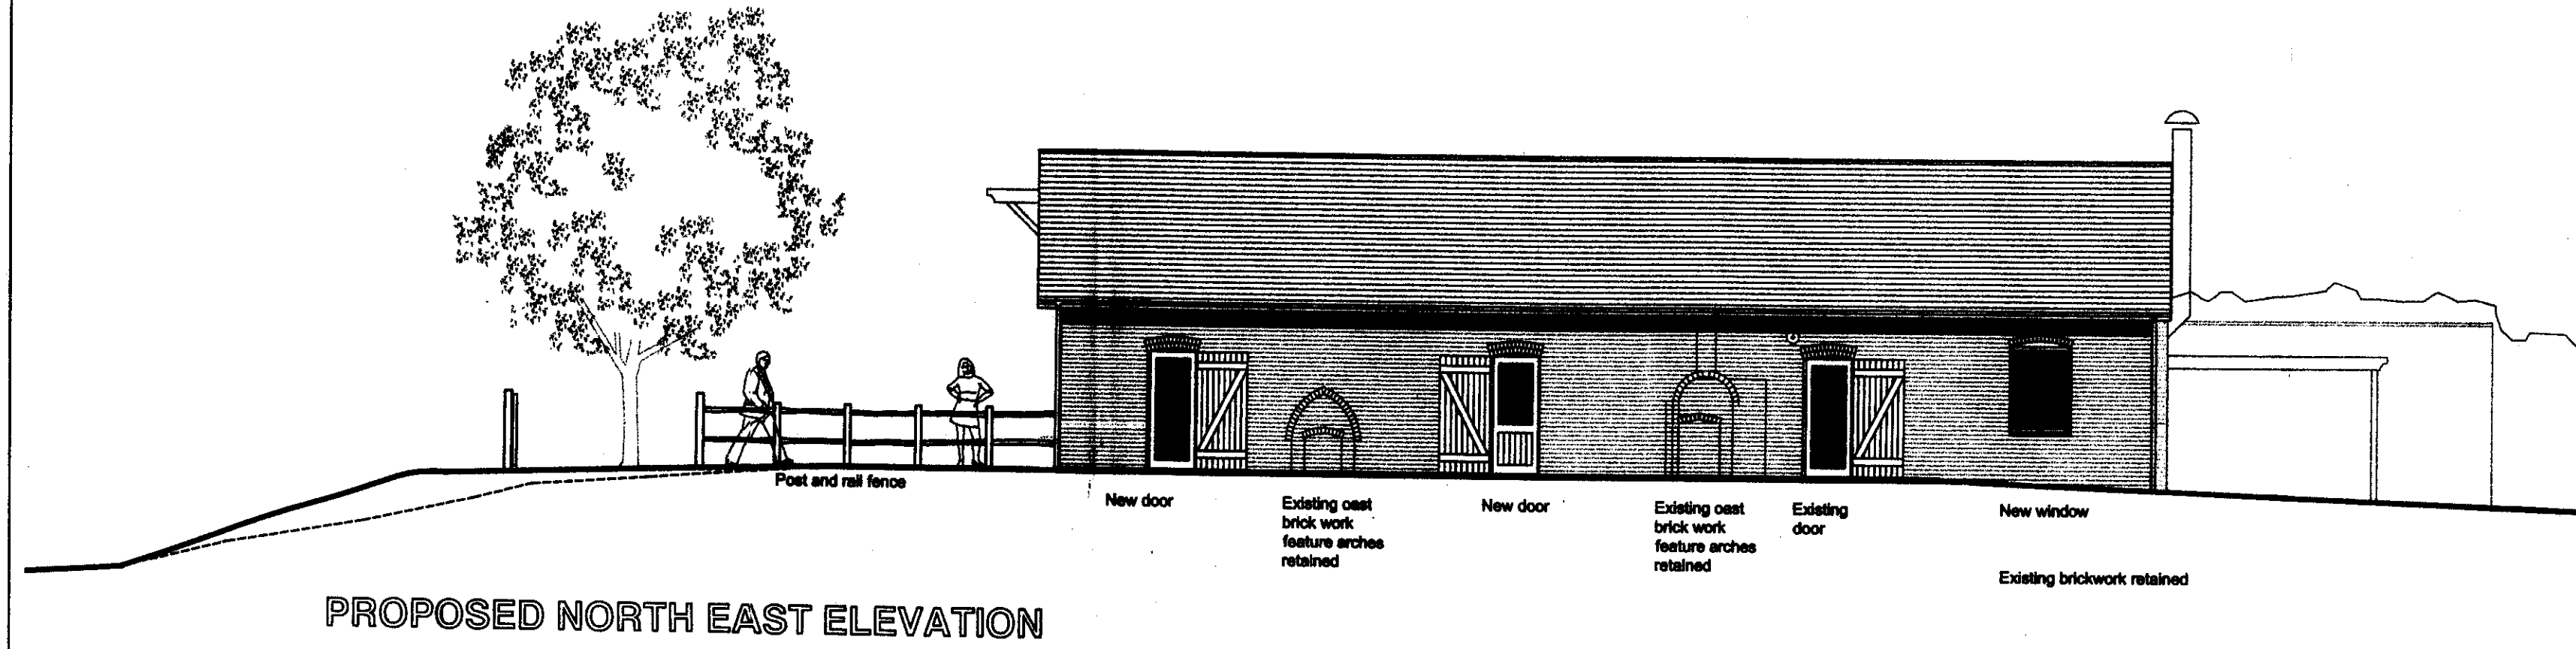 Post and rail fence
New door
Existing oast
brick work
feature arches
retained
New door
Existing oast
brick work
feature arches
retained
Existing
door
New window
Existing brickwork retained
PROPOSED NORTH EAST ELEVATION